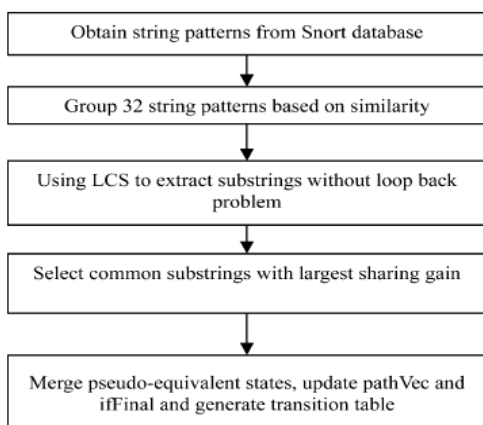 Obtain string patterns from Snort database
Group 32 string patterns based on similarity
Using LCS to extract substrings without loop back
problem
Select common substrings with largest sharing gain
Merge pseudo-equivalent states, update pathVec and
ifFinal and generate transition table